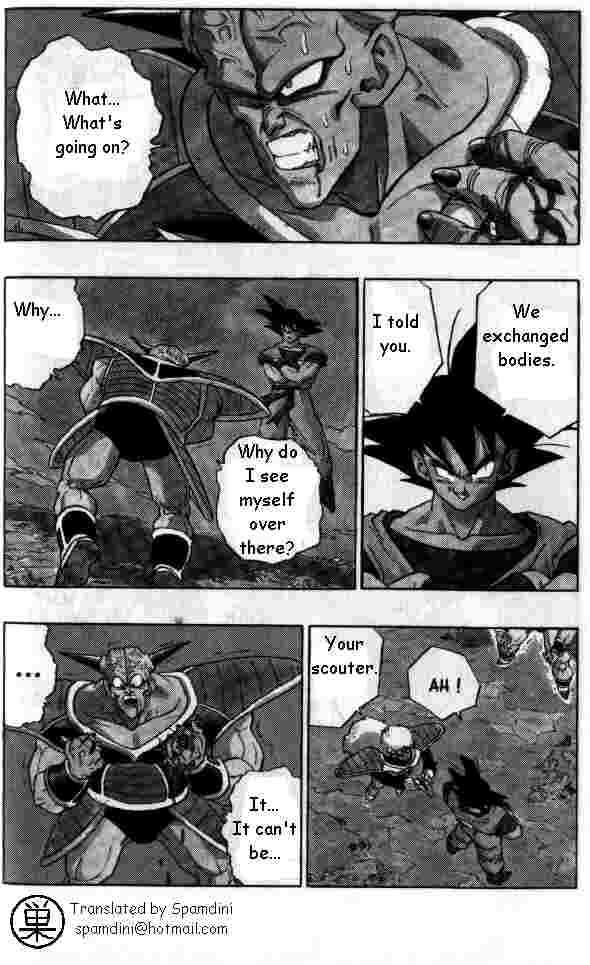 What...
What's
going on?
Why...
Why do
I see
myself
over
there?
I told
you.
We
exchanged
bodies.
...
It...
It can't
be...
Your
scouter.
AH !
巣
Translated by Spamdini
spamdini@hotmail.com